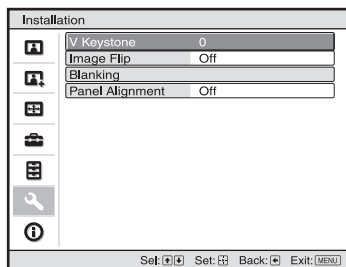 Installation
V Keystone 0
Image Flip Off
Blanking
Panel Alignment Off
Sel: Set: Back: Exit: MENU